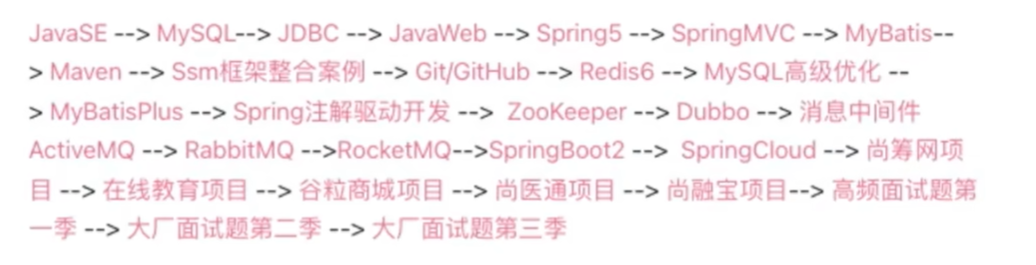 JavaSE --> MySQL--> JDBC --> JavaWeb --> Spring5 --> SpringMVC --> MyBatis--
> Maven --> Ssm框架整合案例 --> Git/GitHub --> Redis6 --> MySQL高级优化 --
> MyBatisPlus --> Spring注解驱动开发 --> ZooKeeper --> Dubbo --> 消息中间件
ActiveMQ --> RabbitMQ -->RocketMQ-->SpringBoot2 --> SpringCloud --> 尚筹网项
目 --> 在线教育项目 --> 谷粒商城项目 --> 尚医通项目 --> 尚融宝项目--> 高频面试题第
一季 --> 大厂面试题第二季 --> 大厂面试题第三季